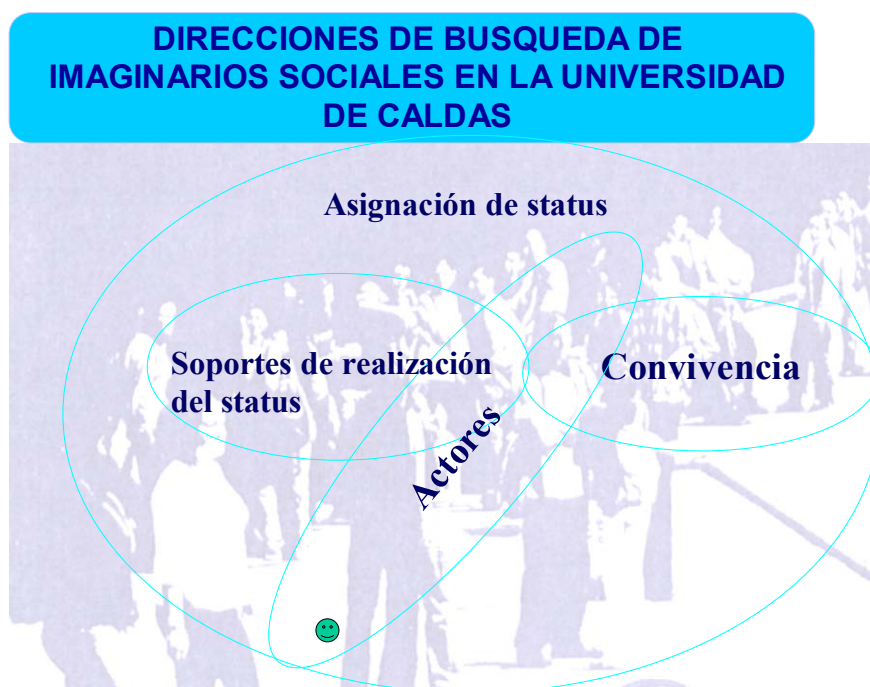 DIRECCIONES DE BUSQUEDA DE
IMAGINARIOS SOCIALES EN LA UNIVERSIDAD
DE CALDAS
Asignación de status
Soportes de realización
del status
Convivencia
Actores